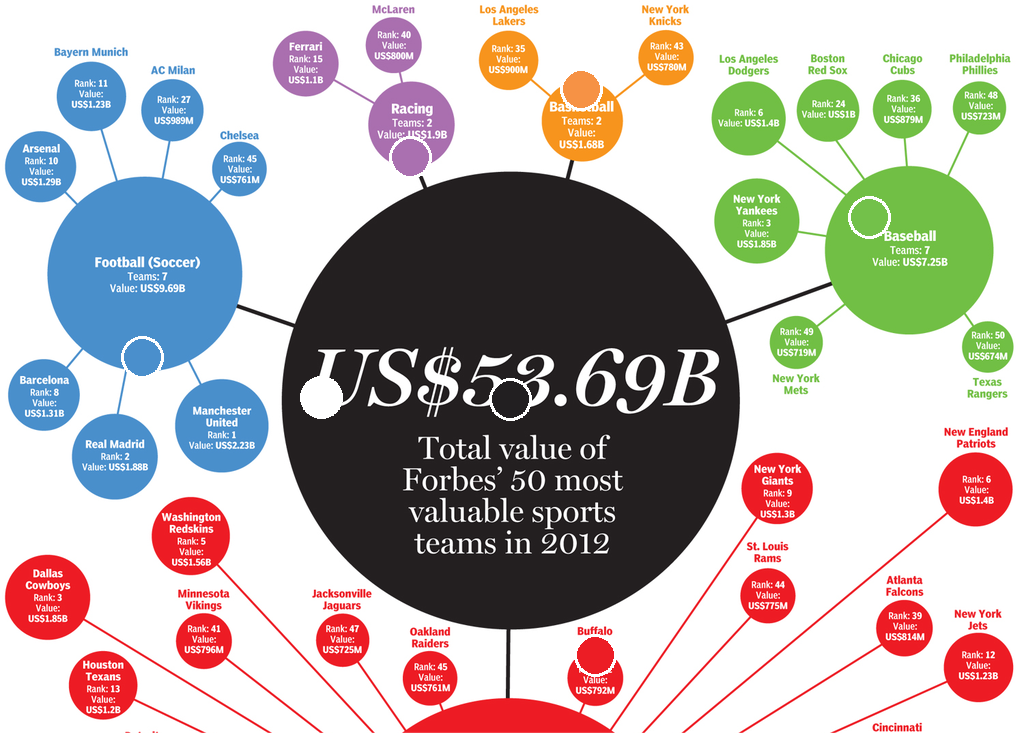 McLaren
Rank: 40
Value:
US$800M
Ferrari
Rank: 15
Value:
US$1.1B
Racing
Teams: 2
Value: US$1.9B
Los Angeles
Lakers
Rank: 35
Value:
US$900M
New York
Knicks
Rank: 43
Value:
US$780M
Teams: 2
Value:
US$1.68B
Bayern Munich
Rank: 11
Value:
US$1.23B
AC Milan
Rank: 27
Value:
US$989M
Chelsea
Rank: 45
Value:
US$761M
Arsenal
Rank: 10
Value:
US$1.29B
Football (Soccer)
Teams: 7
Value: US$9.69B
Barcelona
Rank: 8
Value:
US$1.31B
Real Madrid
Rank: 2
Value: US$1.88B
Manchester
United
Rank: 1
Value: US$2.23B
Los Angeles
Dodgers
Rank: 6
Value: US$1.4B
Boston
Red Sox
Rank: 24
Value: US$1B
Chicago
Cubs
Rank: 36
Value:
US$879M
Philadelphia
Phillies
Rank: 48
Value:
US$723M
New York
Yankees
Rank: 3
Value:
US$1.85B
Baseball
Teams: 7
Value: US$7.25B
Rank: 49
Value:
US$719M
New York
Mets
Rank: 50
Value:
US$674M
Texas
Rangers
US$53.69B
Total value of
Forbes' 50 most
valuable sports
teams in 2012
New York
Giants
Rank: 9
Value:
US$1.3B
New England
Patriots
Rank: 6
Value:
US$1.4B
Washington
Redskins
Rank: 5
Value:
US$1.56B
Dallas
Cowboys
Rank: 3
Value:
US$1.85B
Minnesota
Vikings
Rank: 41
Value:
US$796M
Jacksonville
Jaguars
Rank: 47
Value:
US$725M
Oakland
Raiders
Rank: 45
Value:
US$761M
Buffalo
Value:
US$792M
St. Louis
Rams
Rank: 44
Value:
US$775M
Atlanta
Falcons
Rank: 39
Value:
US$814M
New York
Jets
Rank: 12
Value:
US$1.23B
Houston
Texans
Rank: 13
Value:
US$1.2B
Cincinnati